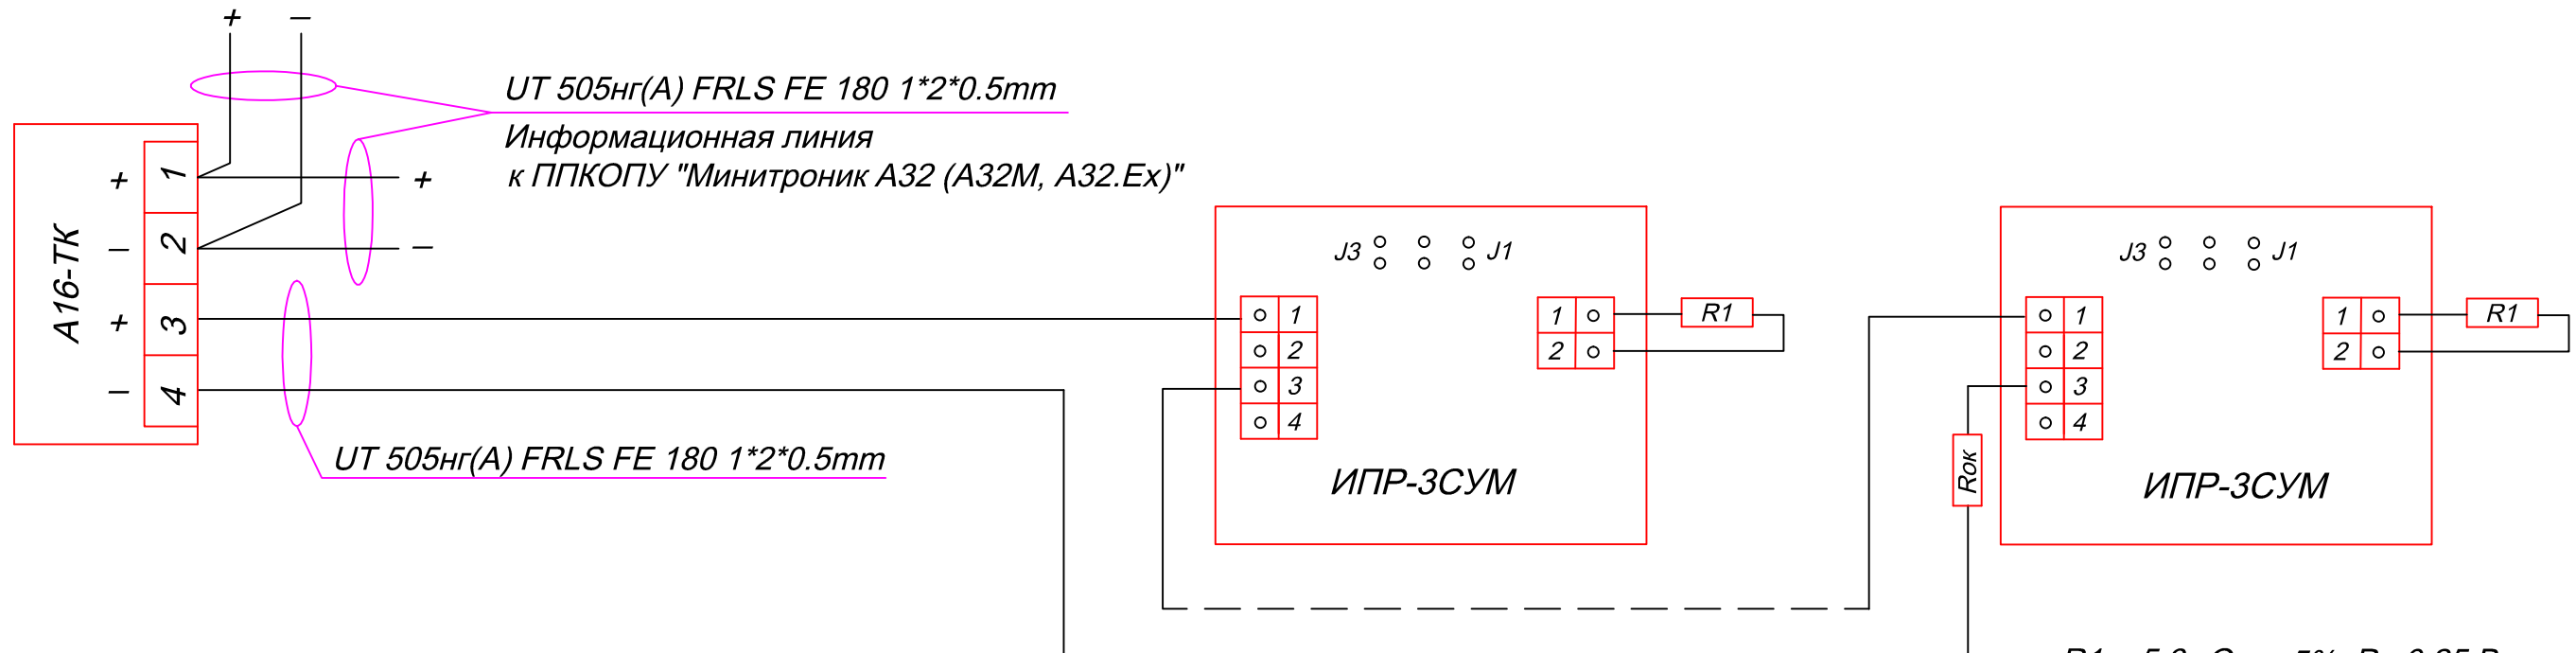 + –
UT 505нг(А) FRLS FE 180 1*2*0.5mm
Информационная линия
к ППКОПУ "Минитроник А32 (А32М, А32.Ex)"
А16-ТК
+ 1 +
– 2 –
+ 3
– 4
UT 505нг(А) FRLS FE 180 1*2*0.5mm
J3 J1
1
2
3
4
1
2
R1
ИПР-3СУМ
J3 J1
1
2
3
4
1
2
R1
Rок
ИПР-3СУМ